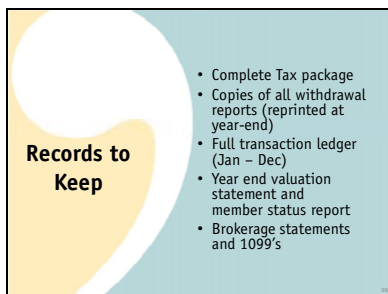 Records to
Keep
• Complete Tax package
• Copies of all withdrawal
reports (reprinted at
year-end)
• Full transaction ledger
(Jan – Dec)
• Year end valuation
statement and
member status report
• Brokerage statements
and 1099's